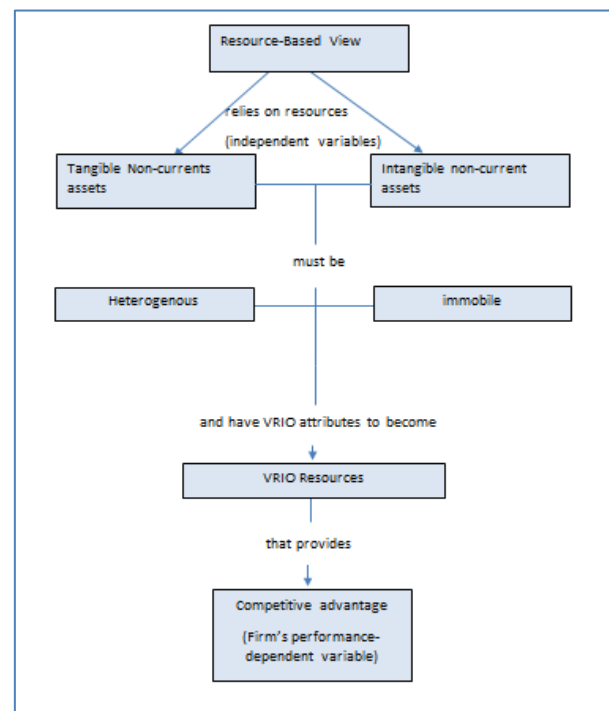 Resource-Based View
relies on resources
(independent variables)
Tangible Non-currents
assets
Intangible non-current
assets
must be
Heterogenous
immobile
and have VRIO attributes to become
VRIO Resources
that provides
Competitive advantage
(Firm's performance-
dependent variable)